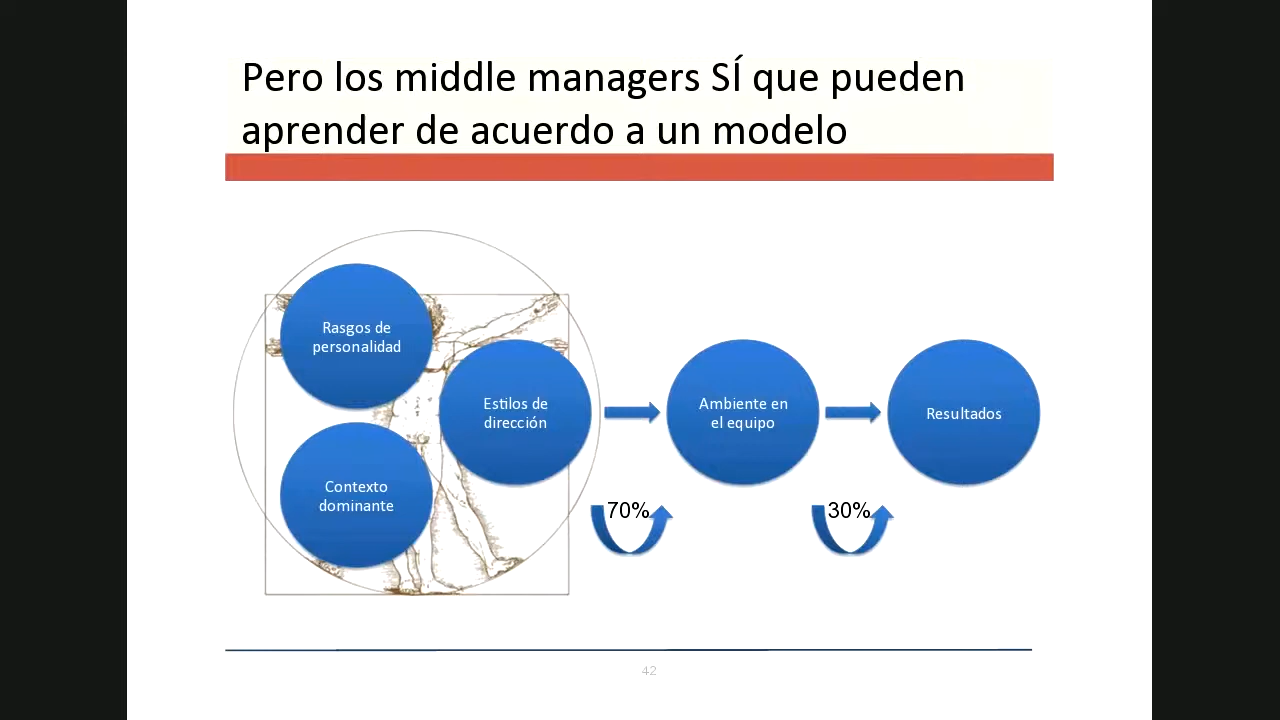 Pero los middle managers SÍ que pueden
aprender de acuerdo a un modelo
Rasgos de
personalidad
Contexto
dominante
Estilos de
dirección
Ambiente en
el equipo
Resultados
70%
30%
42